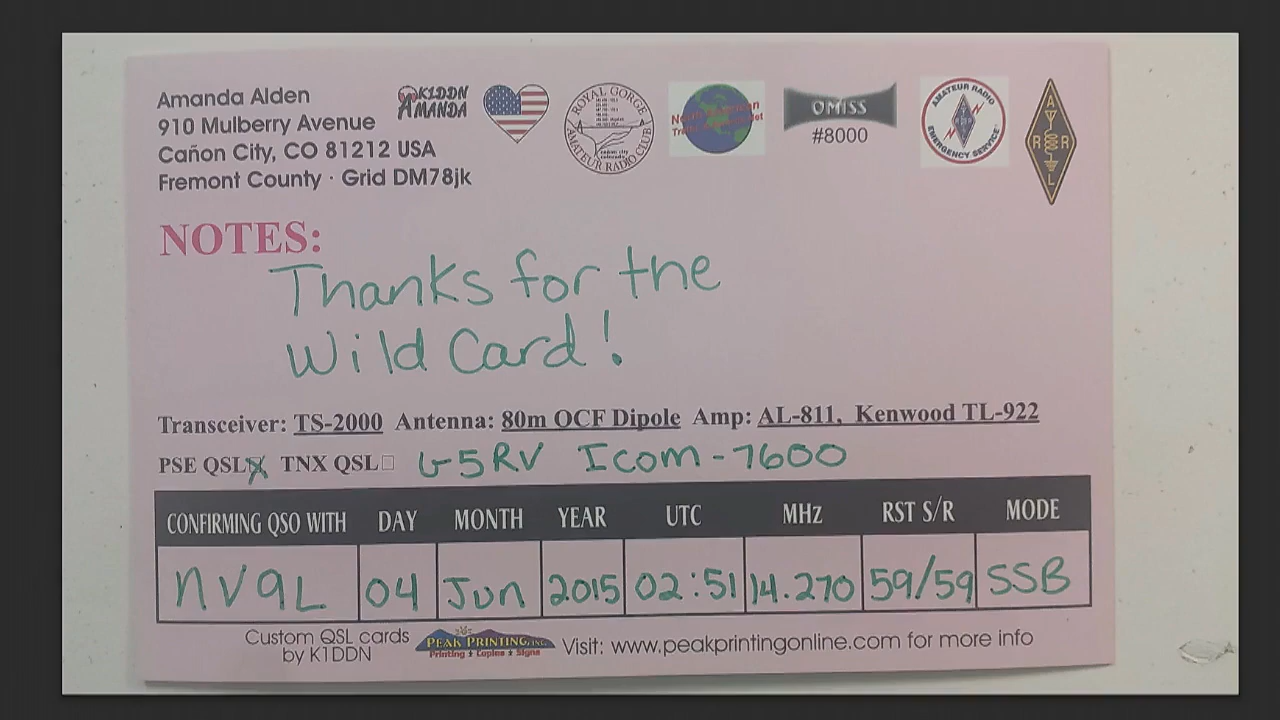 Amanda Alden
910 Mulberry Avenue
Cañon City, CO 81212 USA
Fremont County · Grid DM78jk
K1DDN
AMANDA
ROYAL GORGE
AMATEUR RADIO CLUB
OMISS
#8000
AMATEUR RADIO
EMERGENCY SERVICE
A R R L
NOTES:
Thanks for the
Wild Card!
Transceiver: TS-2000 Antenna: 80m OCF Dipole Amp: AL-811, Kenwood TL-922
PSE QSL☒ TNX QSL☐ G5RV Icom-7600
CONFIRMING QSO WITH DAY MONTH YEAR UTC MHz RST S/R MODE
NV9L 04 Jun 2015 02:51 14.270 59/59 SSB
Custom QSL cards
by K1DDN
PEAK PRINTING, INC.
Printing Copies Signs
Visit: www.peakprintingonline.com for more info